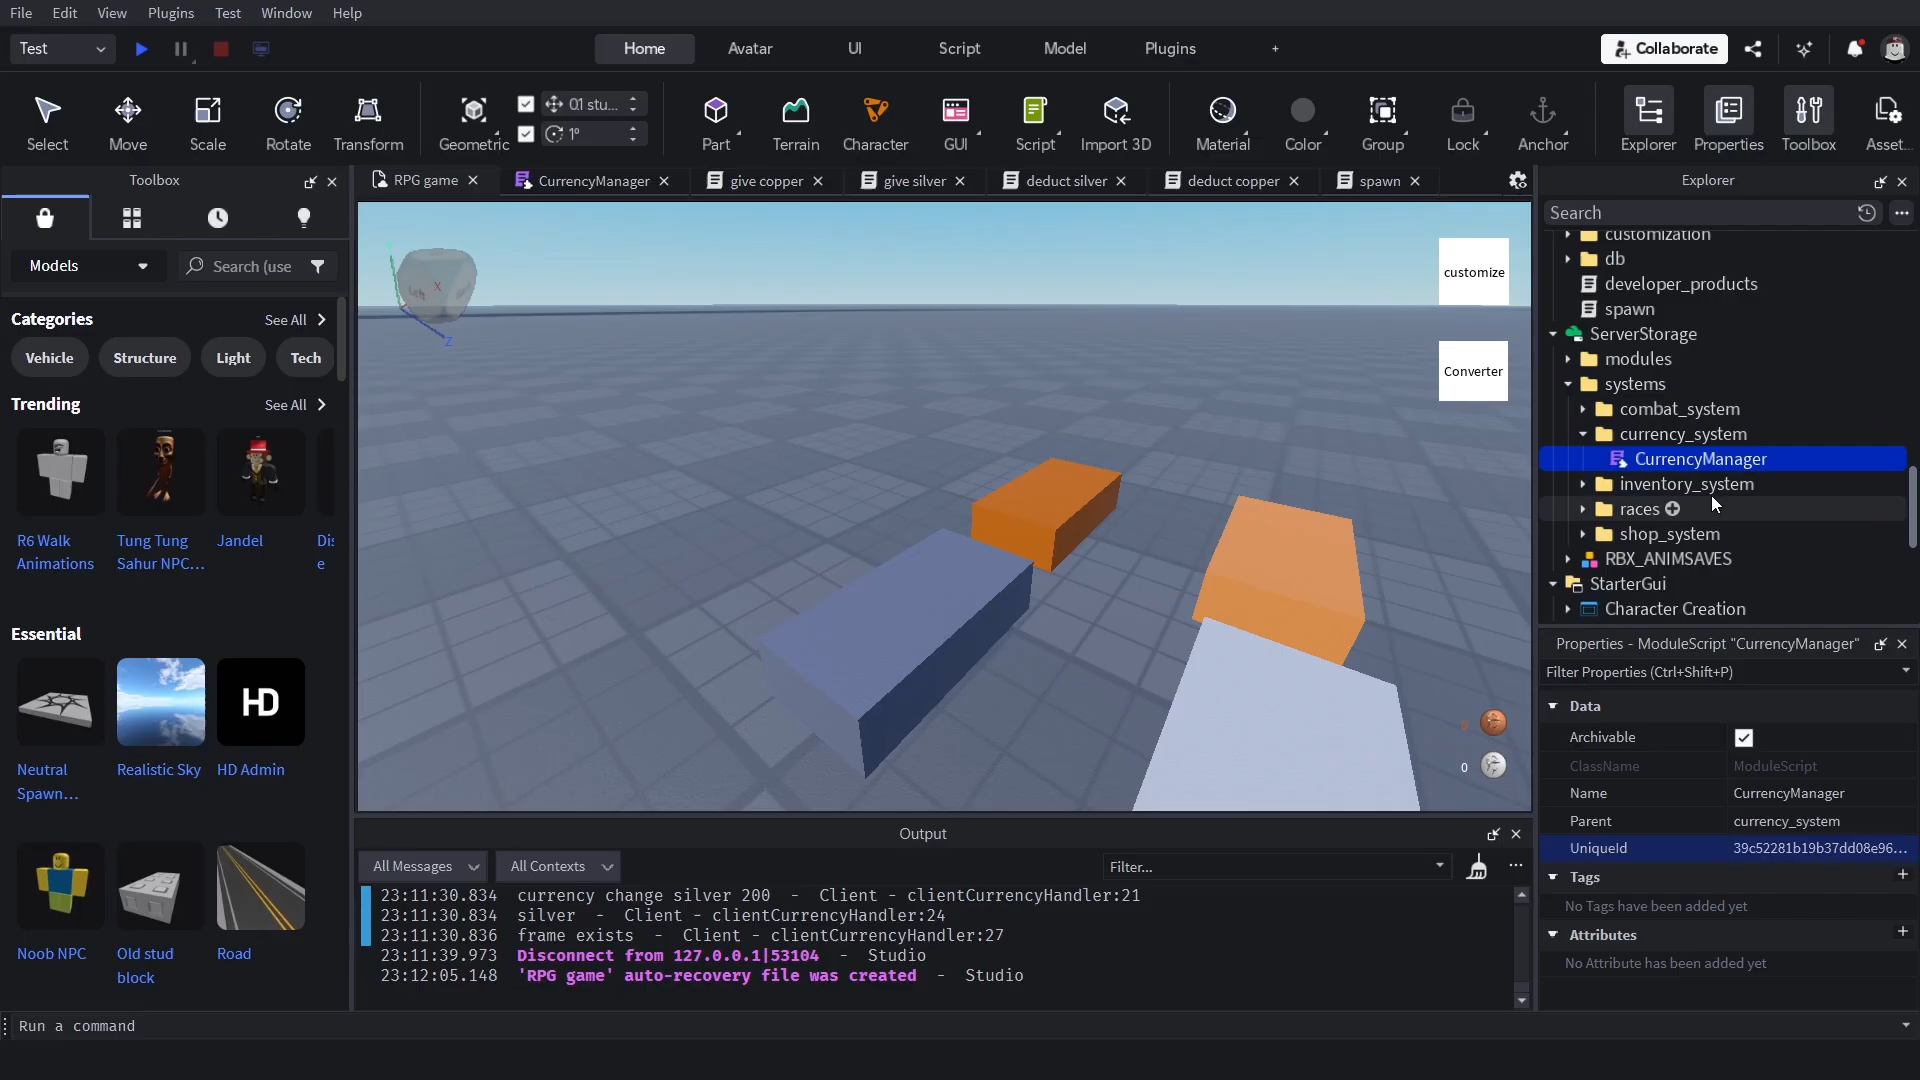 File Edit View Plugins Test Window Help
Test Home Avatar UI Script Model Plugins + Collaborate
0.1 stu...
1°
Select Move Scale Rotate Transform Geometric Part Terrain Character GUI Script Import 3D Material Color Group Lock Anchor Explorer Properties Toolbox Asset...
Toolbox
RPG game CurrencyManager give copper give silver deduct silver deduct copper spawn
Explorer
Models Search (use
Categories See All
Vehicle Structure Light Tech
Trending See All
R6 Walk Animations
Tung Tung Sahur NPC...
Jandel
Essential
Neutral Spawn...
Realistic Sky
HD
HD Admin
Noob NPC
Old stud block
Road
customize
Converter
X
Z
0
0
Output
All Messages All Contexts Filter...
23:11:30.834 currency change silver 200 - Client - clientCurrencyHandler:21
23:11:30.834 silver - Client - clientCurrencyHandler:24
23:11:30.836 frame exists - Client - clientCurrencyHandler:27
23:11:39.973 Disconnect from 127.0.0.1|53104 - Studio
23:12:05.148 'RPG game' auto-recovery file was created - Studio
Run a command
Search
customization
db
developer_products
spawn
ServerStorage
modules
systems
combat_system
currency_system
CurrencyManager
inventory_system
races
shop_system
RBX_ANIMSAVES
StarterGui
Character Creation
Properties - ModuleScript "CurrencyManager"
Filter Properties (Ctrl+Shift+P)
Data
Archivable
ClassName ModuleScript
Name CurrencyManager
Parent currency_system
UniqueId 39c52281b19b37dd08e96...
Tags
No Tags have been added yet
Attributes
No Attribute has been added yet